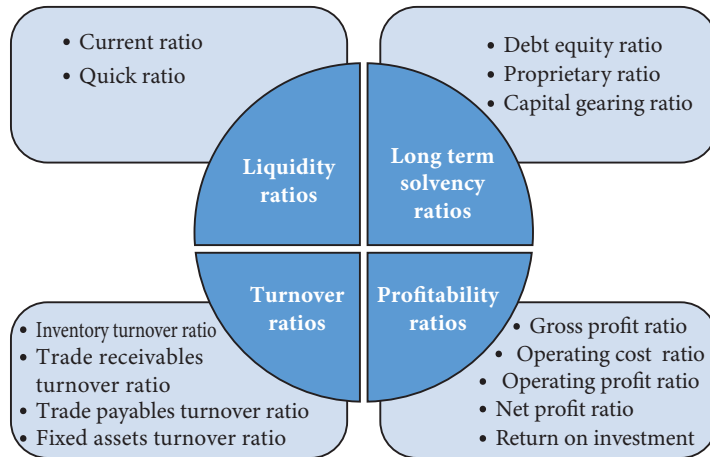 • Current ratio
• Quick ratio
• Debt equity ratio
• Proprietary ratio
• Capital gearing ratio
Liquidity
ratios
Long term
solvency
ratios
Turnover
ratios
Profitability
ratios
• Inventory turnover ratio
• Trade receivables
turnover ratio
• Trade payables turnover ratio
• Fixed assets turnover ratio
• Gross profit ratio
• Operating cost ratio
• Operating profit ratio
• Net profit ratio
• Return on investment